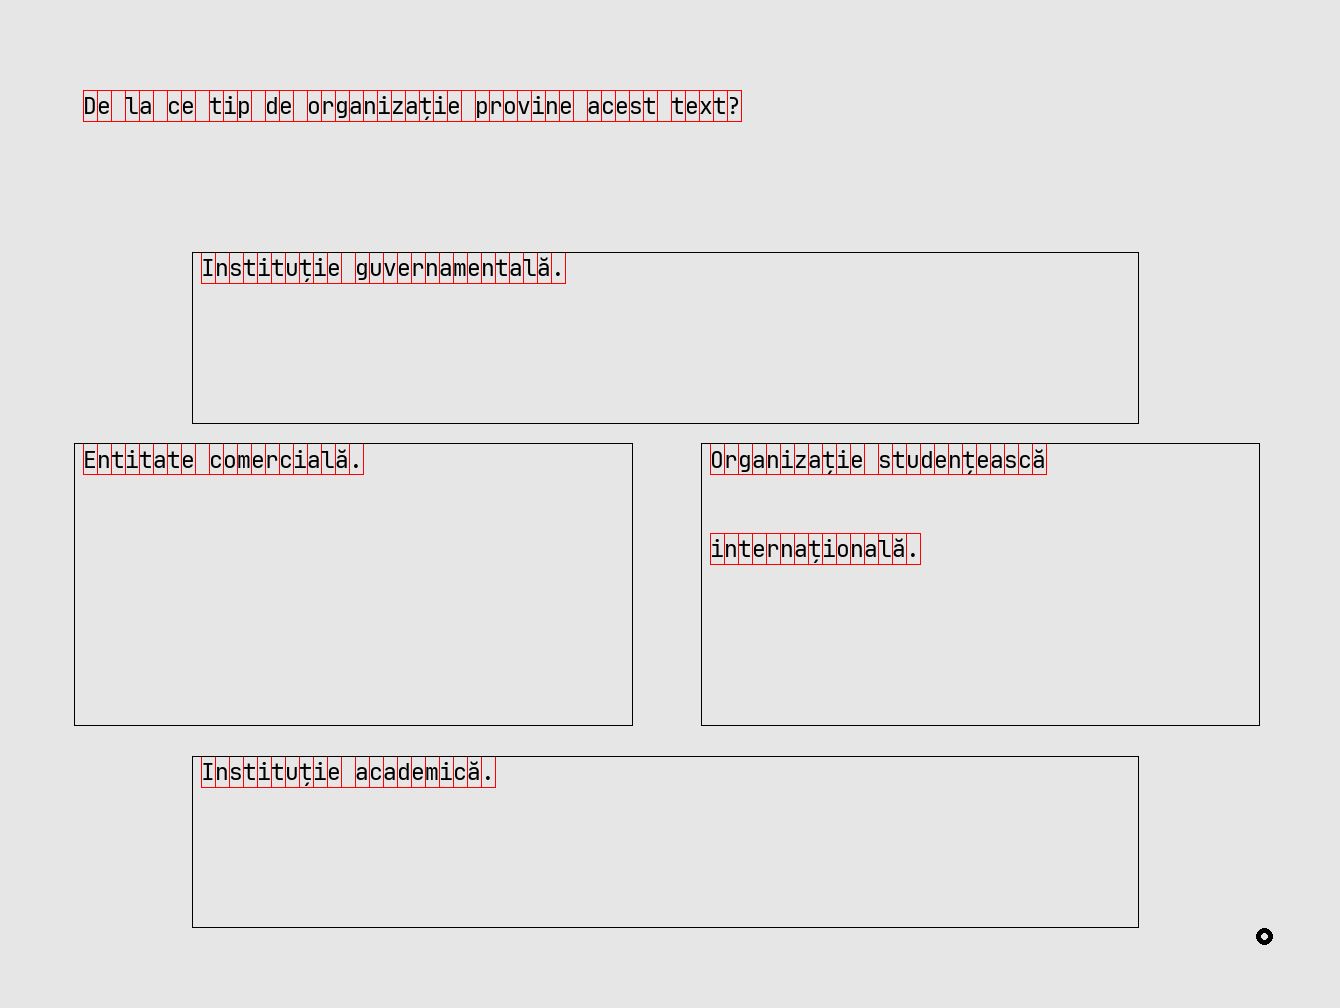 De la ce tip de organizație provine acest text?
Instituție guvernamentală.
Entitate comercială.
Organizație studențească
internațională.
Instituție academică.